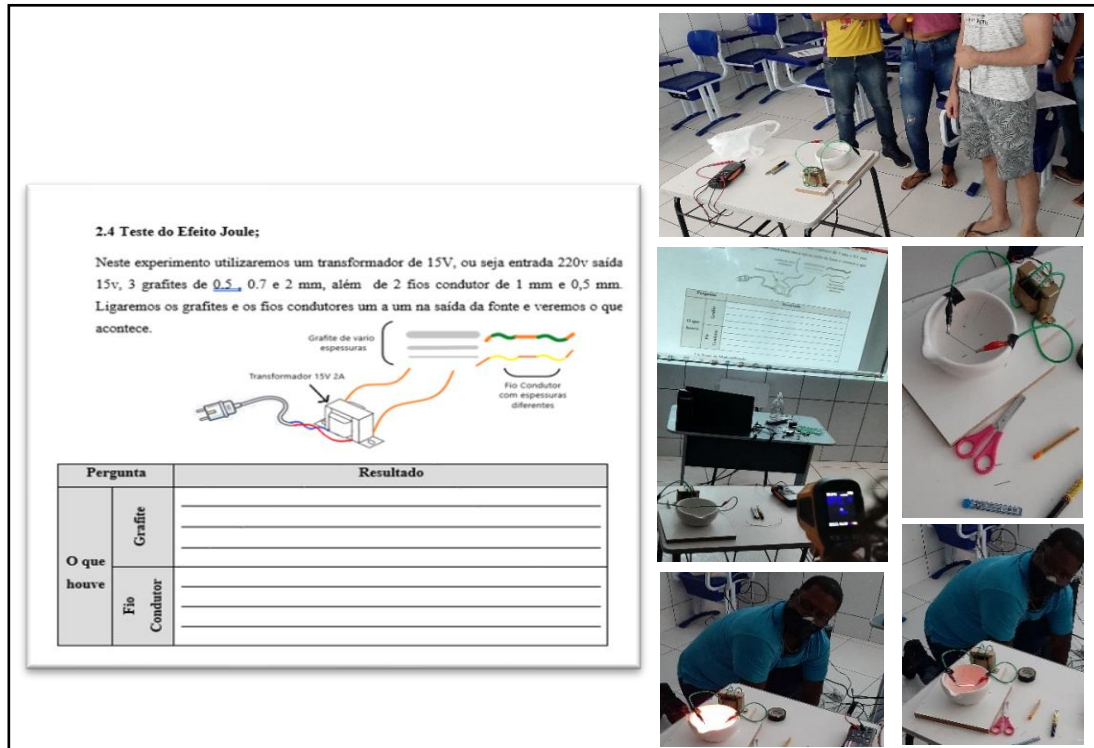 2.4 Teste do Efeito Joule;
Neste experimento utilizaremos um transformador de 15V, ou seja entrada 220v saída
15v, 3 grafites de 0.5 , 0.7 e 2 mm, além de 2 fios condutor de 1 mm e 0,5 mm.
Ligaremos os grafites e os fios condutores um a um na saída da fonte e veremos o que
acontece.
Grafite de vario
espessuras
Transformador 15V 2A
Fio Condutor
com espessuras
diferentes
Pergunta
Resultado
O que
houve
Grafite
Fio
Condutor